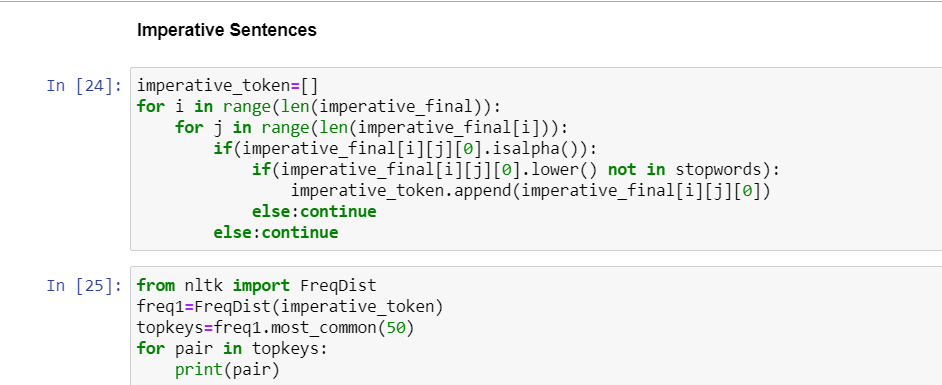 Imperative Sentences
In [24]: imperative_token=[]
for i in range(len(imperative_final)):
    for j in range(len(imperative_final[i])):
        if(imperative_final[i][j][0].isalpha()):
            if(imperative_final[i][j][0].lower() not in stopwords):
                imperative_token.append(imperative_final[i][j][0])
            else:continue
        else:continue
In [25]: from nltk import FreqDist
freq1=FreqDist(imperative_token)
topkeys=freq1.most_common(50)
for pair in topkeys:
    print(pair)